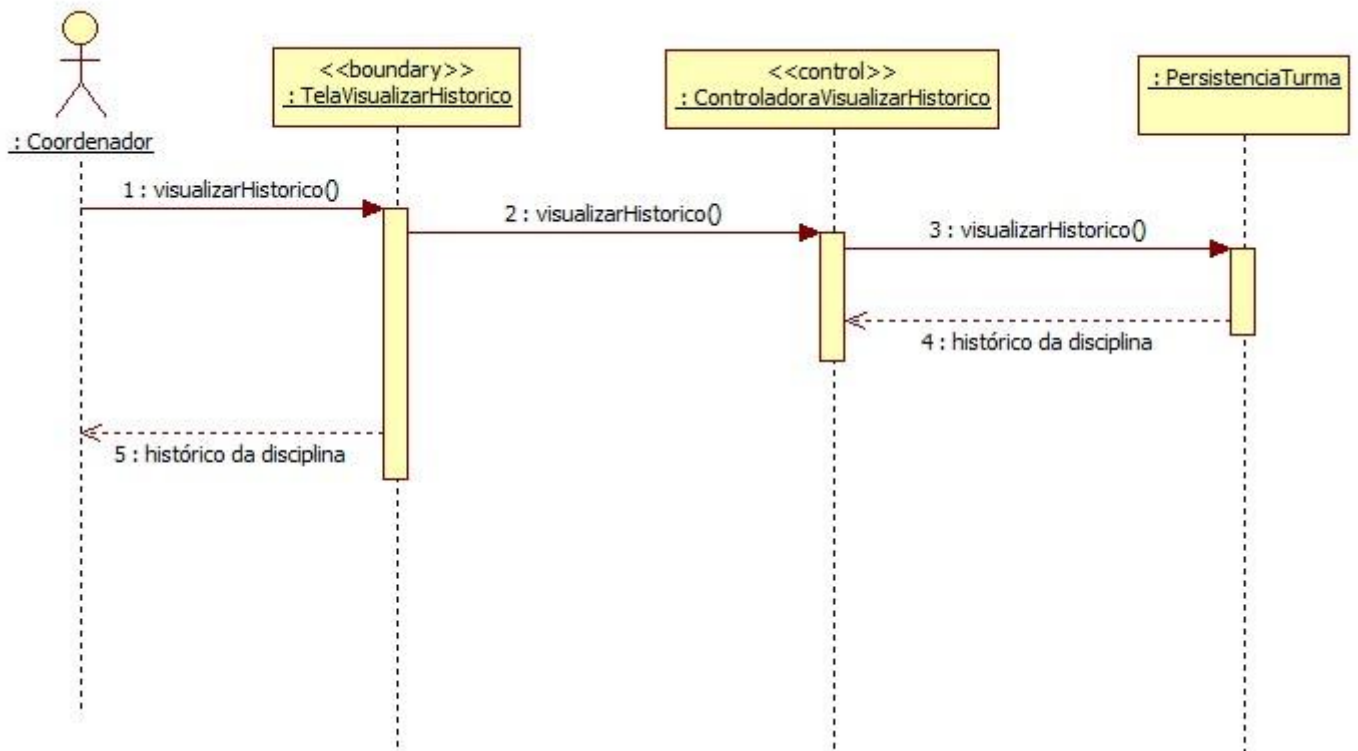 <<boundary>>
: TelaVisualizarHistorico
<<control>>
: ControladoraVisualizarHistorico
: PersistenciaTurma
: Coordenador
1 : visualizarHistorico()
2 : visualizarHistorico()
3 : visualizarHistorico()
4 : histórico da disciplina
5 : histórico da disciplina